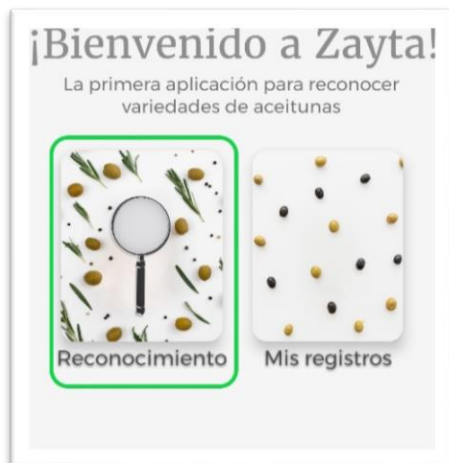 ¡Bienvenido a Zayta!
La primera aplicación para reconocer
variedades de aceitunas
Reconocimiento
Mis registros